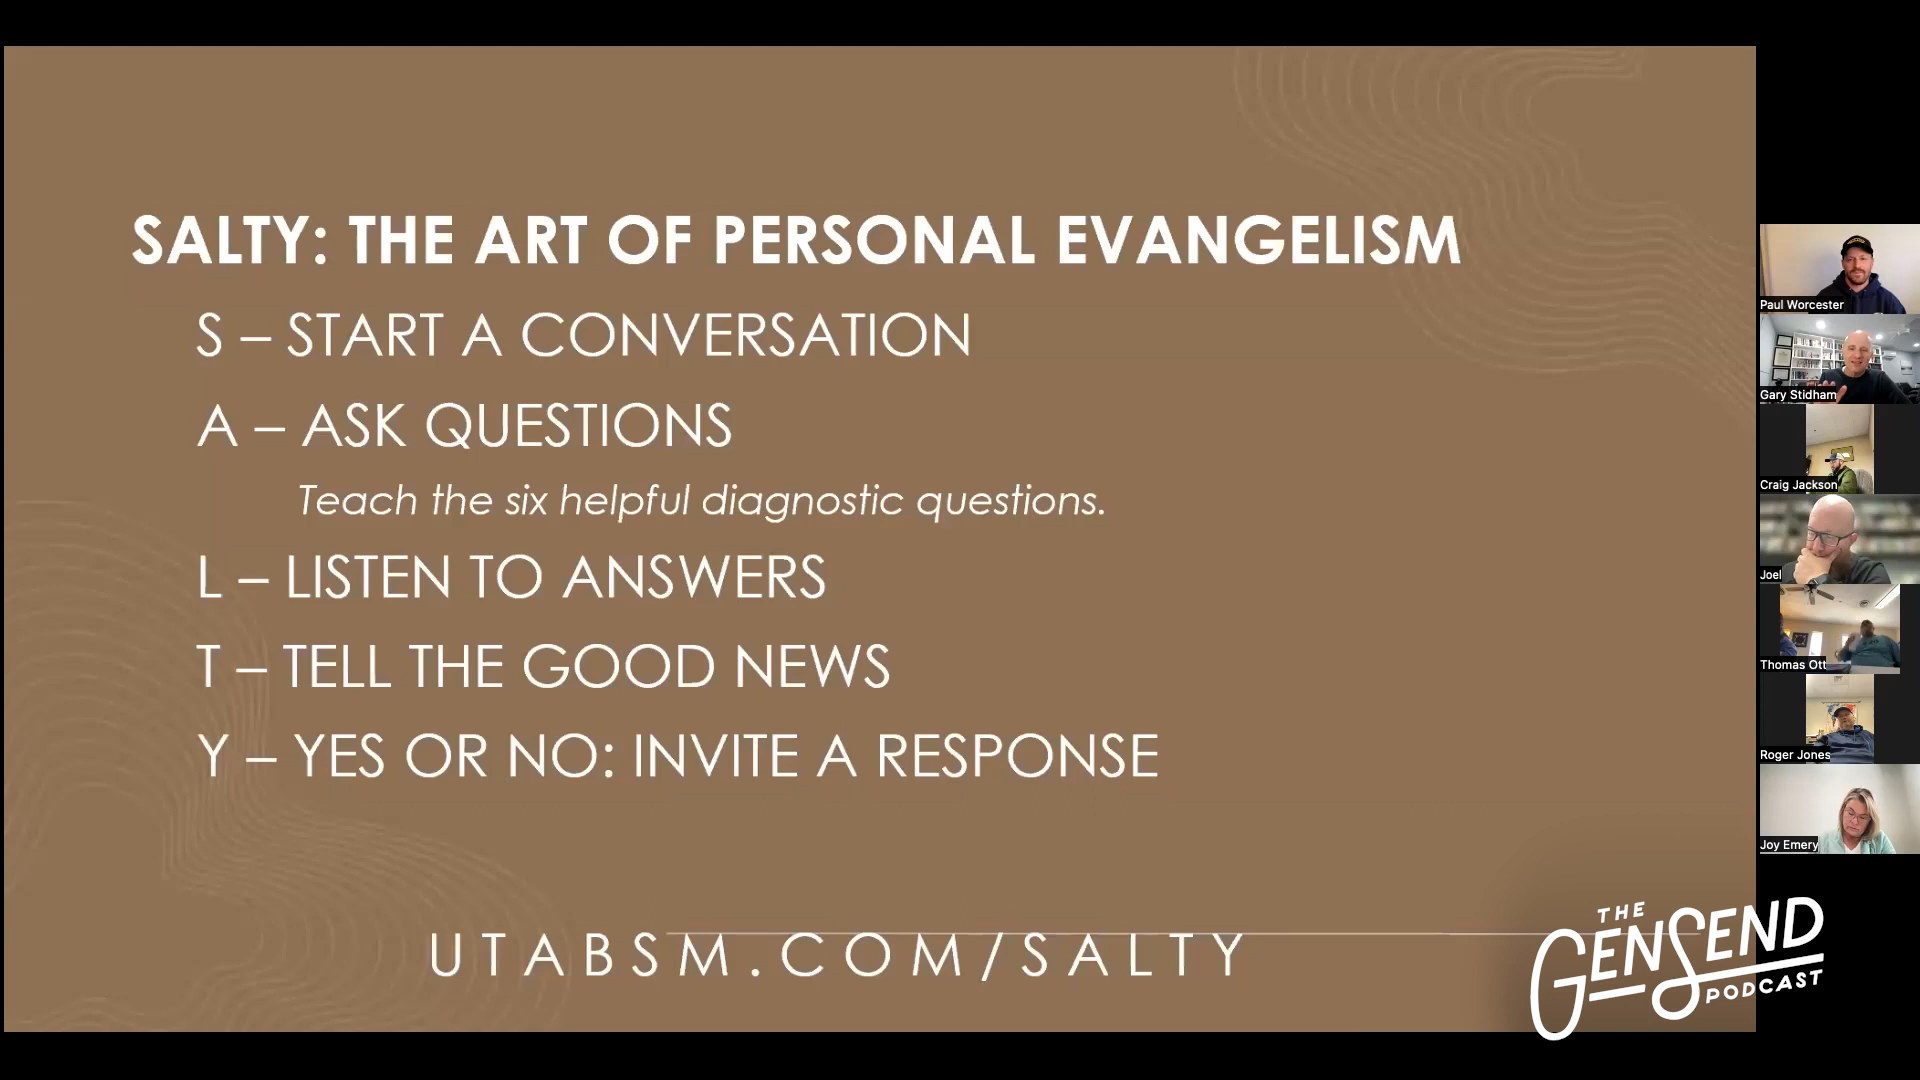 SALTY: THE ART OF PERSONAL EVANGELISM
S – START A CONVERSATION
A – ASK QUESTIONS
Teach the six helpful diagnostic questions.
L – LISTEN TO ANSWERS
T – TELL THE GOOD NEWS
Y – YES OR NO: INVITE A RESPONSE
UTABSM.COM/SALTY
Paul Worcester
Gary Stidham
Craig Jackson
Joel
Thomas Ott
Roger Jones
Joy Emery
THE
GENSEND
PODCAST